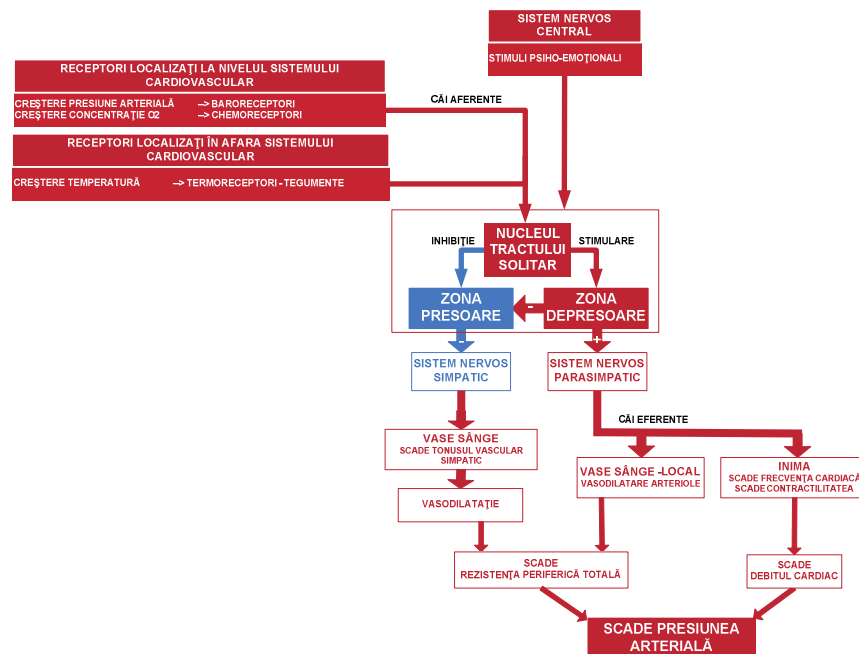 SISTEM NERVOS
CENTRAL
STIMULI PSIHO-EMOȚIONALI
RECEPTORI LOCALIZAȚI LA NIVELUL SISTEMULUI
CARDIOVASCULAR
CREȘTERE PRESIUNE ARTERIALĂ --> BARORECEPTORI
CREȘTERE CONCENTRAȚIE O2 --> CHEMORECEPTORI
CĂI AFERENTE
RECEPTORI LOCALIZAȚI ÎN AFARA SISTEMULUI
CARDIOVASCULAR
CREȘTERE TEMPERATURĂ --> TERMORECEPTORI - TEGUMENTE
INHIBIȚIE
NUCLEUL
TRACTULUI
SOLITAR
STIMULARE
ZONA
PRESOARE
-
ZONA
DEPRESOARE
-
+
SISTEM NERVOS
SIMPATIC
SISTEM NERVOS
PARASIMPATIC
CĂI EFERENTE
VASE SÂNGE
SCADE TONUSUL VASCULAR
SIMPATIC
VASE SÂNGE -LOCAL
VASODILATARE ARTERIOLE
INIMA
SCADE FRECVENȚA CARDIACĂ
SCADE CONTRACTILITATEA
VASODILATAȚIE
SCADE
REZISTENȚA PERIFERICĂ TOTALĂ
SCADE
DEBITUL CARDIAC
SCADE PRESIUNEA
ARTERIALĂ